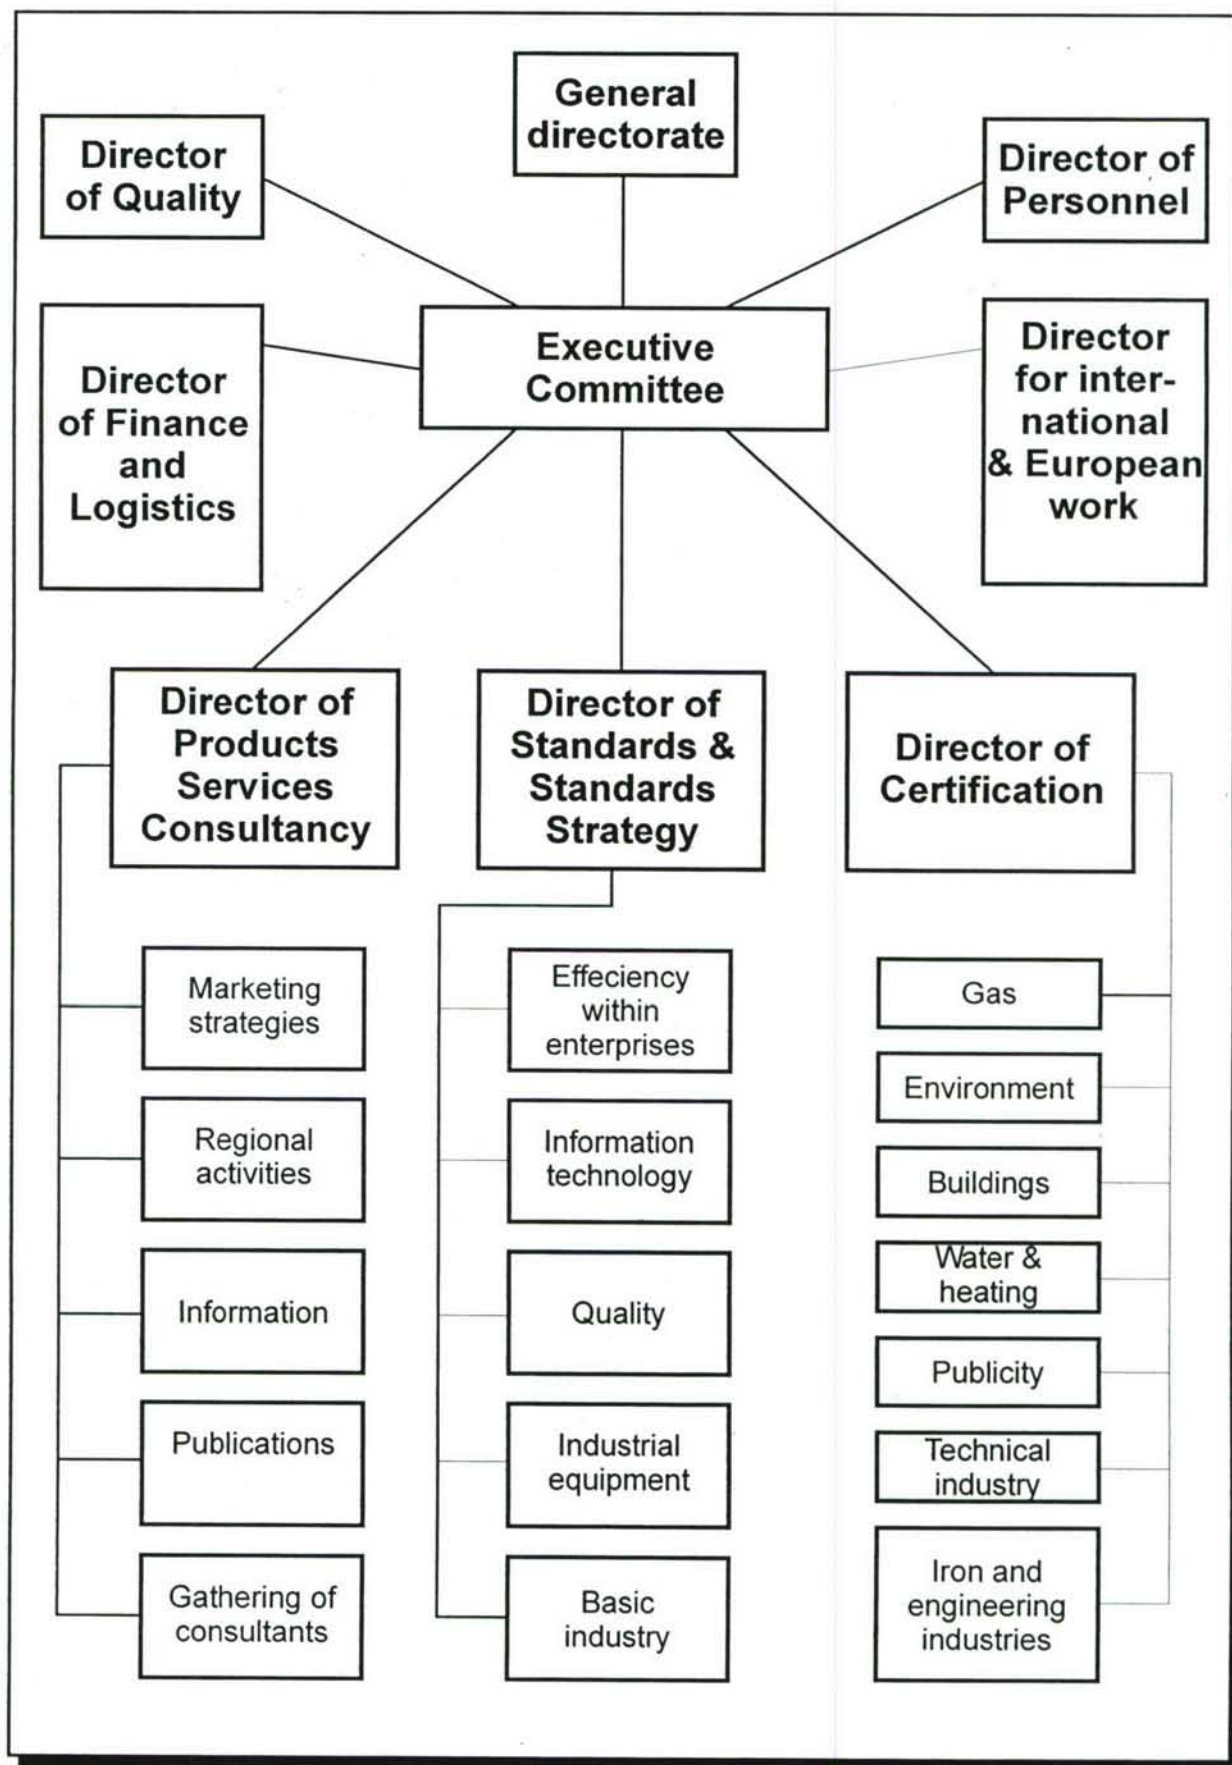 General
directorate
Director
of Quality
Director of
Personnel
Executive
Committee
Director
of Finance
and
Logistics
Director
for inter-
national
& European
work
Director of
Products
Services
Consultancy
Director of
Standards &
Standards
Strategy
Director of
Certification
Marketing
strategies
Regional
activities
Information
Publications
Gathering of
consultants
Effeciency
within
enterprises
Information
technology
Quality
Industrial
equipment
Basic
industry
Gas
Environment
Buildings
Water &
heating
Publicity
Technical
industry
Iron and
engineering
industries